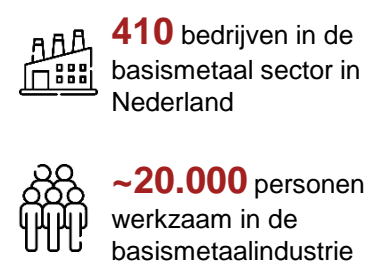 410 bedrijven in de
basismetaal sector in
Nederland
~20.000 personen
werkzaam in de
basismetaalindustrie